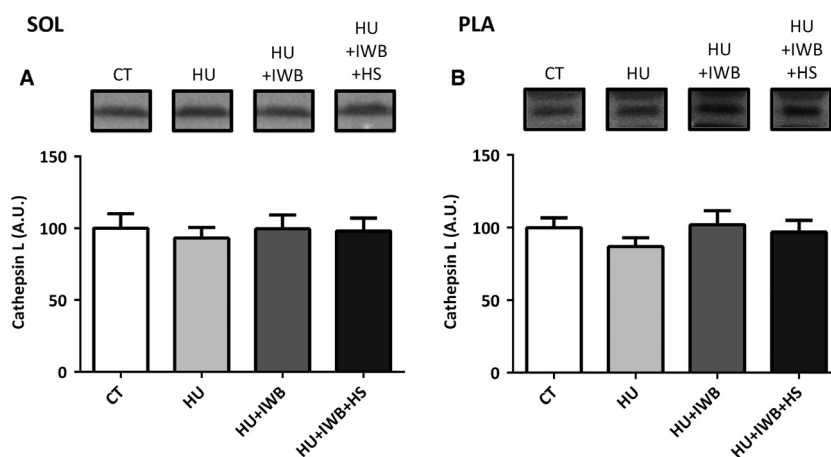 SOL
A
CT
HU
HU
+IWB
HU
+IWB
+HS
Cathepsin L (A.U.)
150
100
50
0
CT
HU
HU+IWB
HU+IWB+HS
PLA
B
CT
HU
HU
+IWB
HU
+IWB
+HS
Cathepsin L (A.U.)
150
100
50
0
CT
HU
HU+IWB
HU+IWB+HS